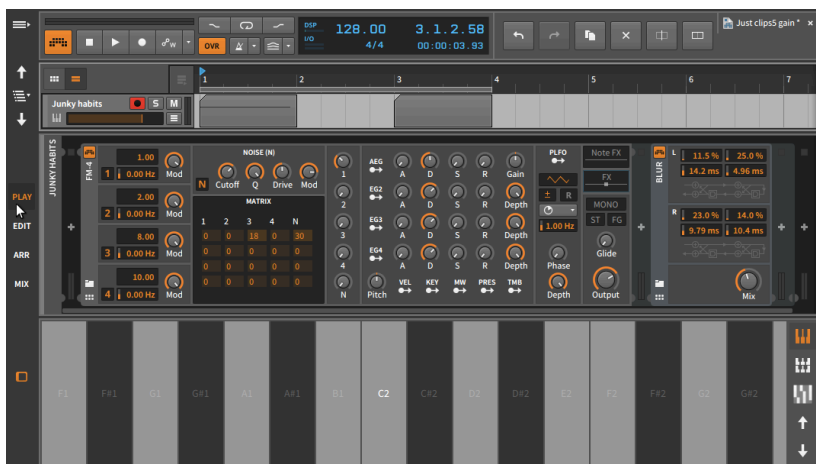 DSP 128.00 3.1.2.58 Just clips5 gain* ×
I/O 4/4 00:00:03.93
W OVR
1 2 3 4 5 6 7
Junky habits S M
PLAY
EDIT
ARR
MIX
JUNKY HABITS
FM-4
1.00
1 0.00 Hz Mod
2.00
2 0.00 Hz Mod
8.00
3 0.00 Hz Mod
10.00
4 0.00 Hz Mod
NOISE (N)
N Cutoff Q Drive Mod
MATRIX
1 2 3 4 N
0 0 18 0 30
0 0 0 0 0
0 0 0 0 0
0 0 0 0 0
1
2
3
4
N
AEG A D S R Gain
EG2 A D S R Depth
EG3 A D S R Depth
EG4 A D S R Depth
Pitch VEL KEY MW PRES TMB
PLFO
± R
1.00 Hz
Phase
Depth
Note FX
FX
MONO
ST FG
Glide
Output
BLUR
L 11.5 % 25.0 %
14.2 ms 4.96 ms
R 23.0 % 14.0 %
9.79 ms 10.4 ms
Mix
F1 F#1 G1 G#1 A1 A#1 B1 C2 C#2 D2 D#2 E2 F2 F#2 G2 G#2